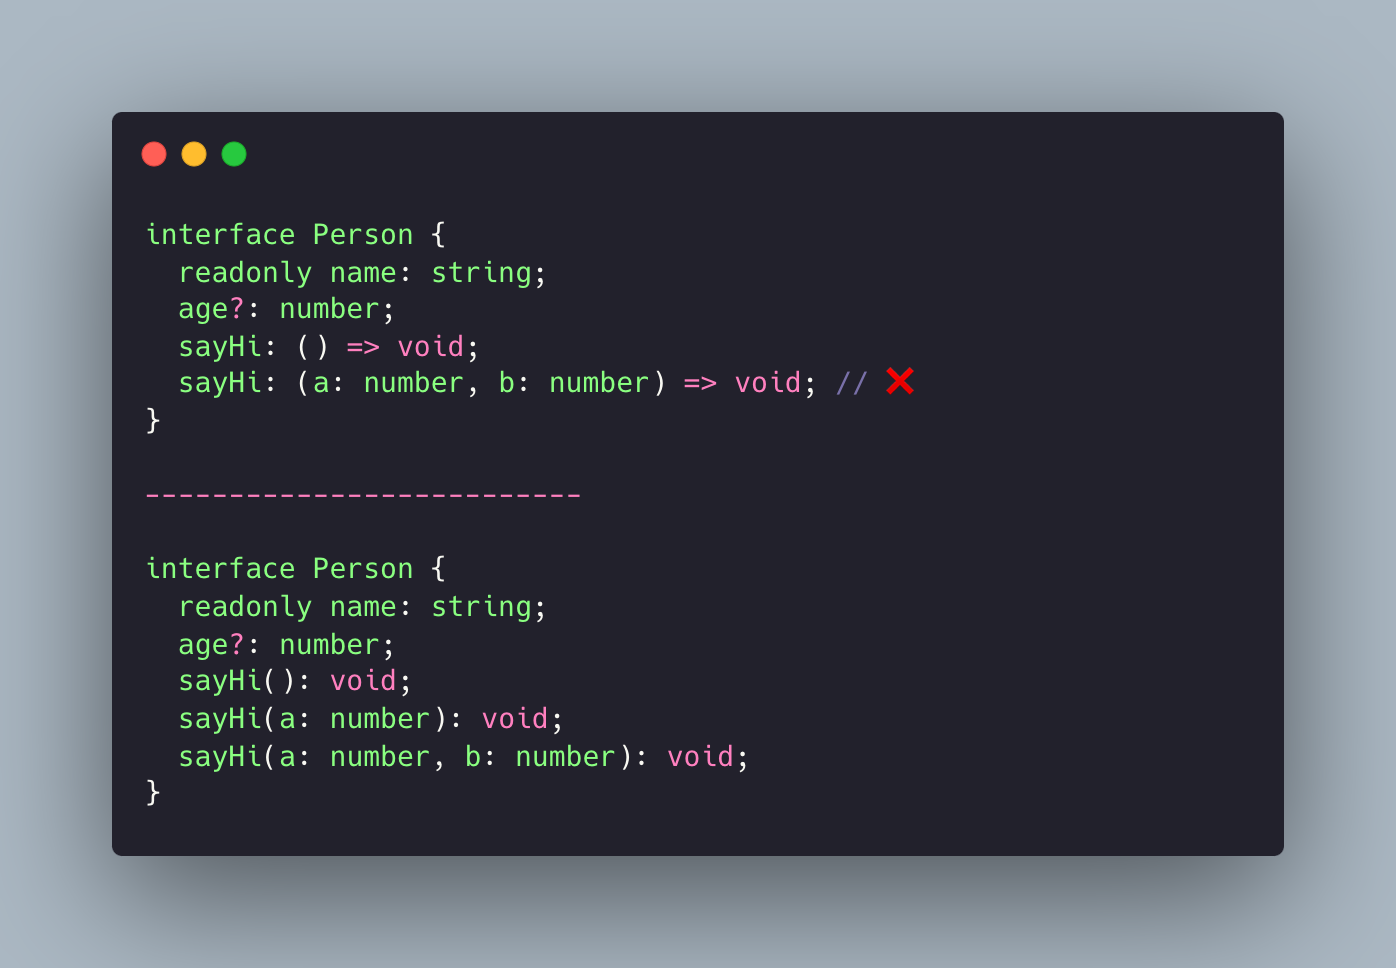 interface Person {
  readonly name: string;
  age?: number;
  sayHi: () => void;
  sayHi: (a: number, b: number) => void; // ❌
}
--------------------------
interface Person {
  readonly name: string;
  age?: number;
  sayHi(): void;
  sayHi(a: number): void;
  sayHi(a: number, b: number): void;
}